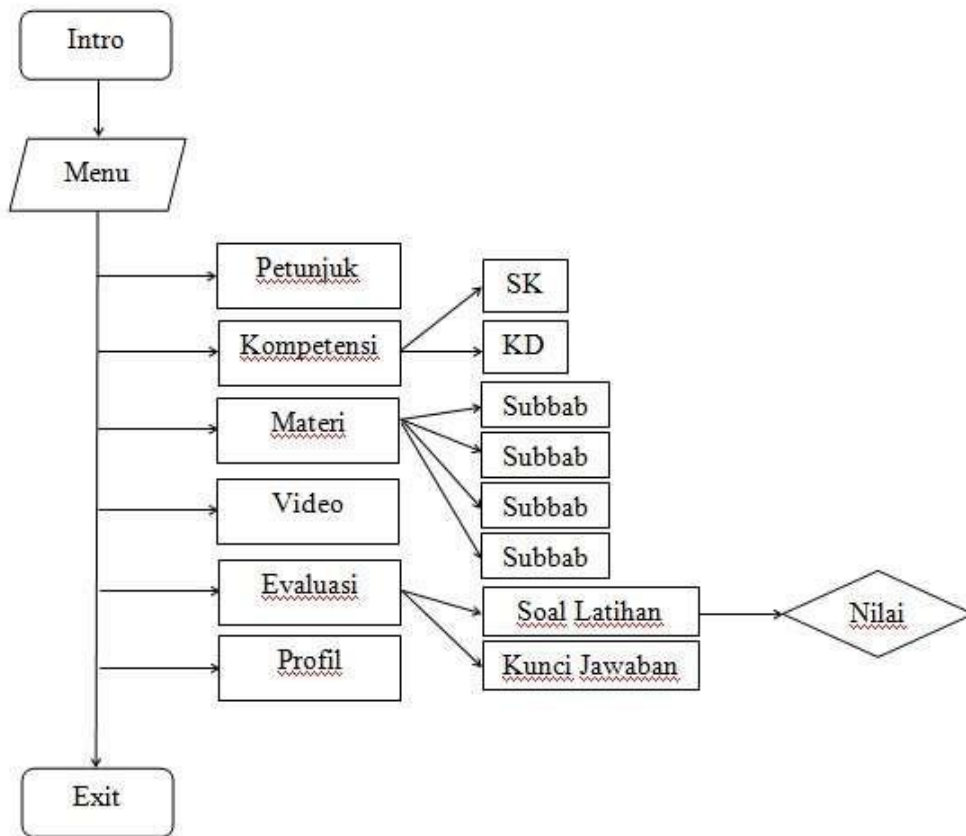 Intro
Menu
Petunjuk
SK
Kompetensi
KD
Materi
Subbab
Subbab
Video
Subbab
Subbab
Evaluasi
Soal Latihan
Nilai
Profil
Kunci Jawaban
Exit